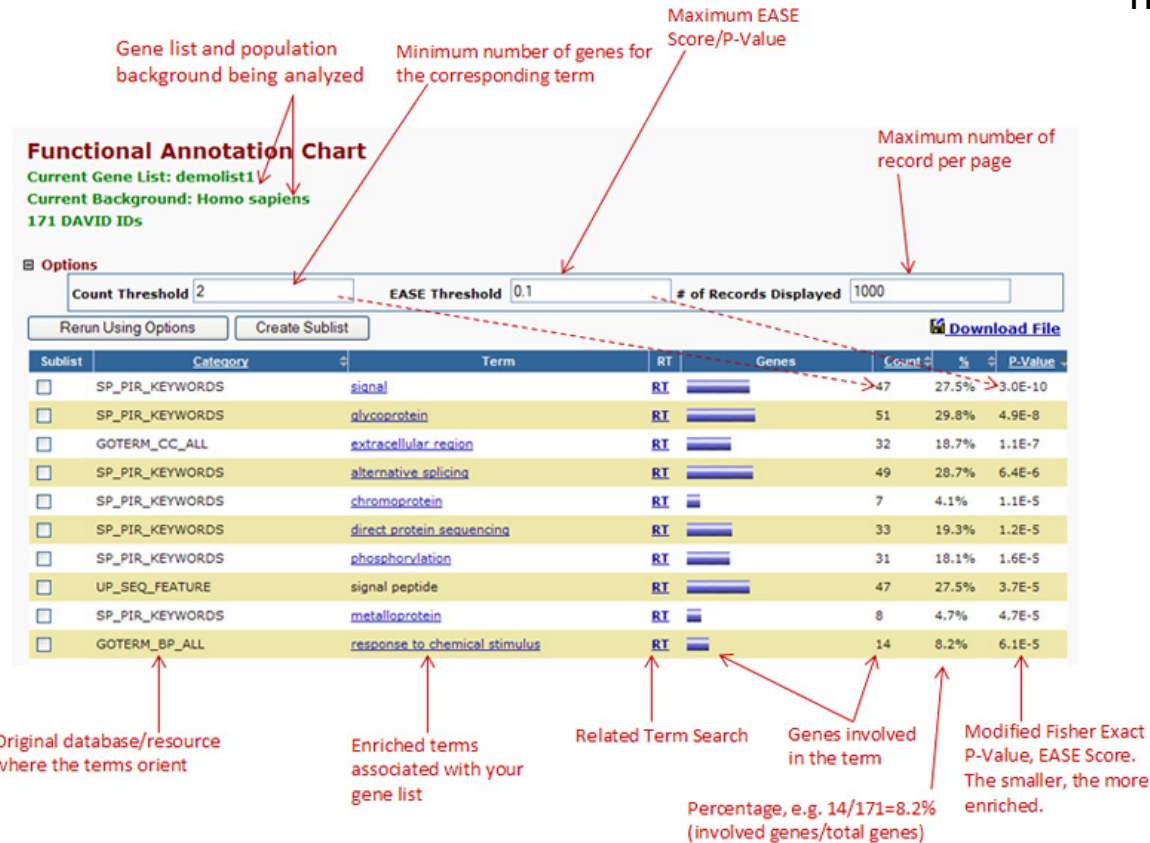 Maximum EASE
Score/P-Value
Gene list and population
background being analyzed
Minimum number of genes for
the corresponding term
Maximum number of
record per page
Functional Annotation Chart
Current Gene List: demolist1
Current Background: Homo sapiens
171 DAVID IDs
Options
Count Threshold 2 EASE Threshold 0.1 # of Records Displayed 1000
Rerun Using Options Create Sublist Download File
Sublist Category Term RT Genes Count % P-Value
SP_PIR_KEYWORDS signal RT 47 27.5% 3.0E-10
SP_PIR_KEYWORDS glycoprotein RT 51 29.8% 4.9E-8
GOTERM_CC_ALL extracellular region RT 32 18.7% 1.1E-7
SP_PIR_KEYWORDS alternative splicing RT 49 28.7% 6.4E-6
SP_PIR_KEYWORDS chromoprotein RT 7 4.1% 1.1E-5
SP_PIR_KEYWORDS direct protein sequencing RT 33 19.3% 1.2E-5
SP_PIR_KEYWORDS phosphorylation RT 31 18.1% 1.6E-5
UP_SEQ_FEATURE signal peptide RT 47 27.5% 3.7E-5
SP_PIR_KEYWORDS metalloprotein RT 8 4.7% 4.7E-5
GOTERM_BP_ALL response to chemical stimulus RT 14 8.2% 6.1E-5
Original database/resource
where the terms orient
Enriched terms
associated with your
gene list
Related Term Search
Genes involved
in the term
Percentage, e.g. 14/171=8.2%
(involved genes/total genes)
Modified Fisher Exact
P-Value, EASE Score.
The smaller, the more
enriched.